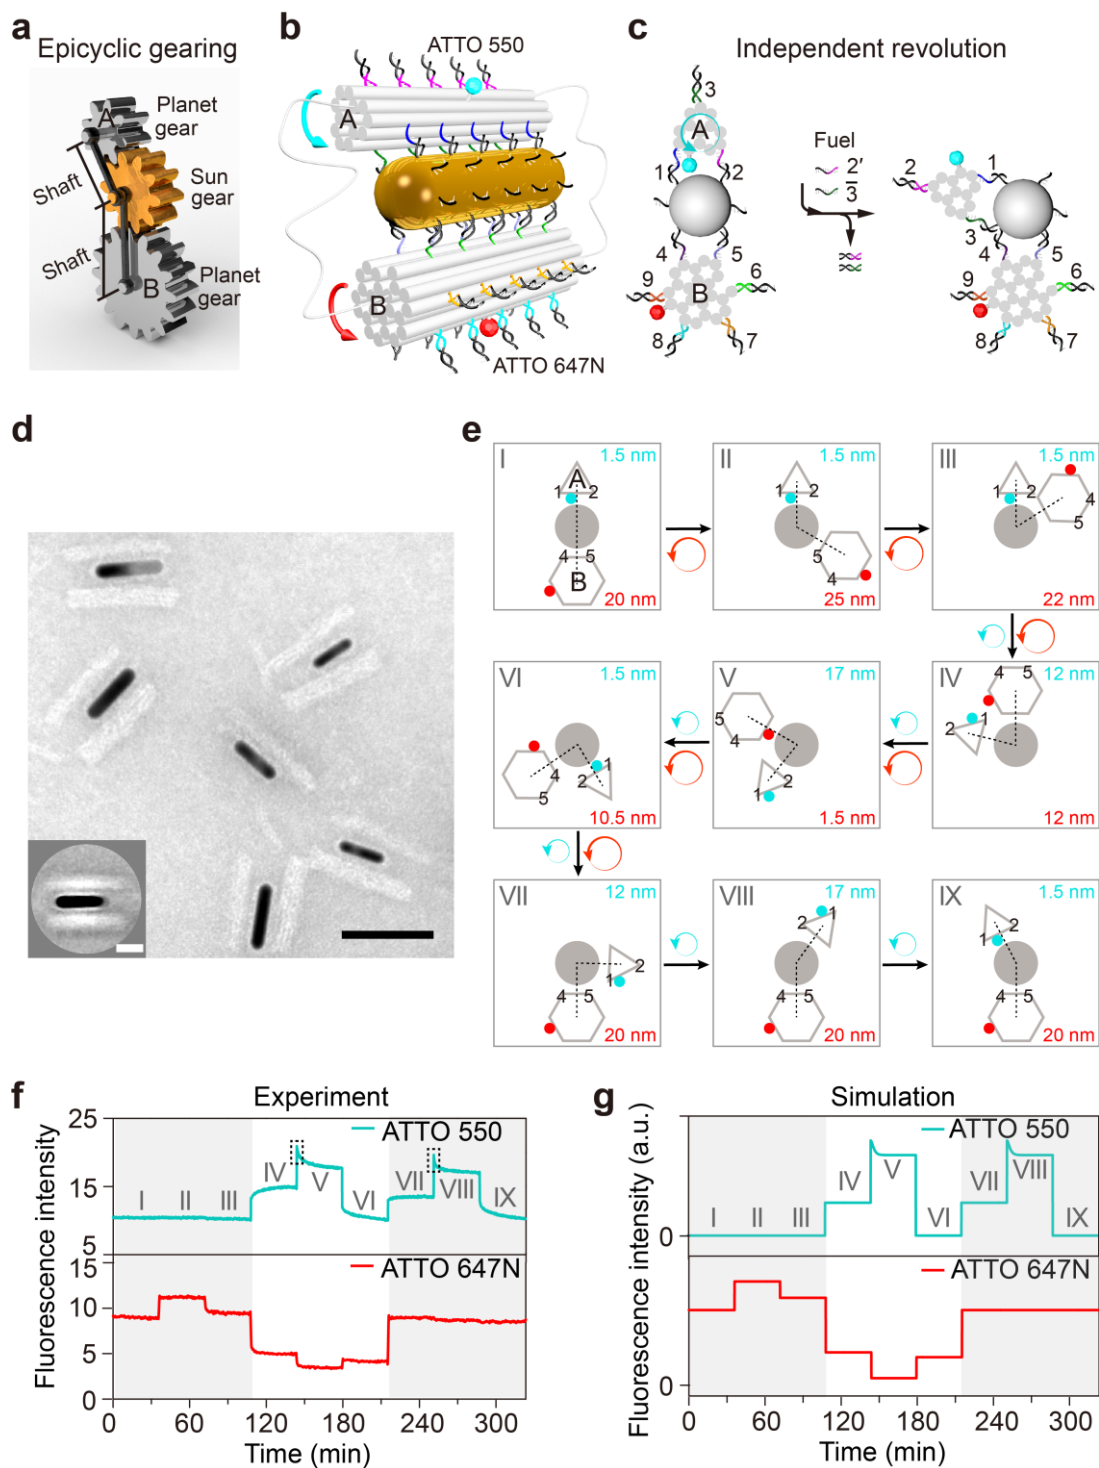 a
Epicyclic gearing
A
Planet
gear
Shaft
Sun
gear
Shaft
B
Planet
gear
b
ATTO 550
A
B
ATTO 647N
c
Independent revolution
3
A
1
2
4
5
9
6
B
8
7
Fuel
2'
3̅
2
1
3
4
5
9
6
8
7
d
e
I
1.5 nm
A
1 2
4 5
B
20 nm
II
1.5 nm
1 2
5
4
25 nm
III
1.5 nm
1 2
4
5
22 nm
VI
1.5 nm
1
2
4
5
10.5 nm
V
17 nm
5
4
2
1
1.5 nm
IV
12 nm
4 5
1
2
12 nm
VII
12 nm
2
1
4 5
20 nm
VIII
17 nm
1
2
4 5
20 nm
IX
1.5 nm
2
1
4 5
20 nm
f
Experiment
Fluorescence intensity
25
15
5
ATTO 550
I II III IV V VI VII VIII IX
15
10
5
0
ATTO 647N
0 120 180 240 300
Time (min)
g
Simulation
Fluorescence intensity (a.u.)
0
ATTO 550
I II III IV V VI VII VIII IX
0
ATTO 647N
0 60 120 180 240 300
Time (min)